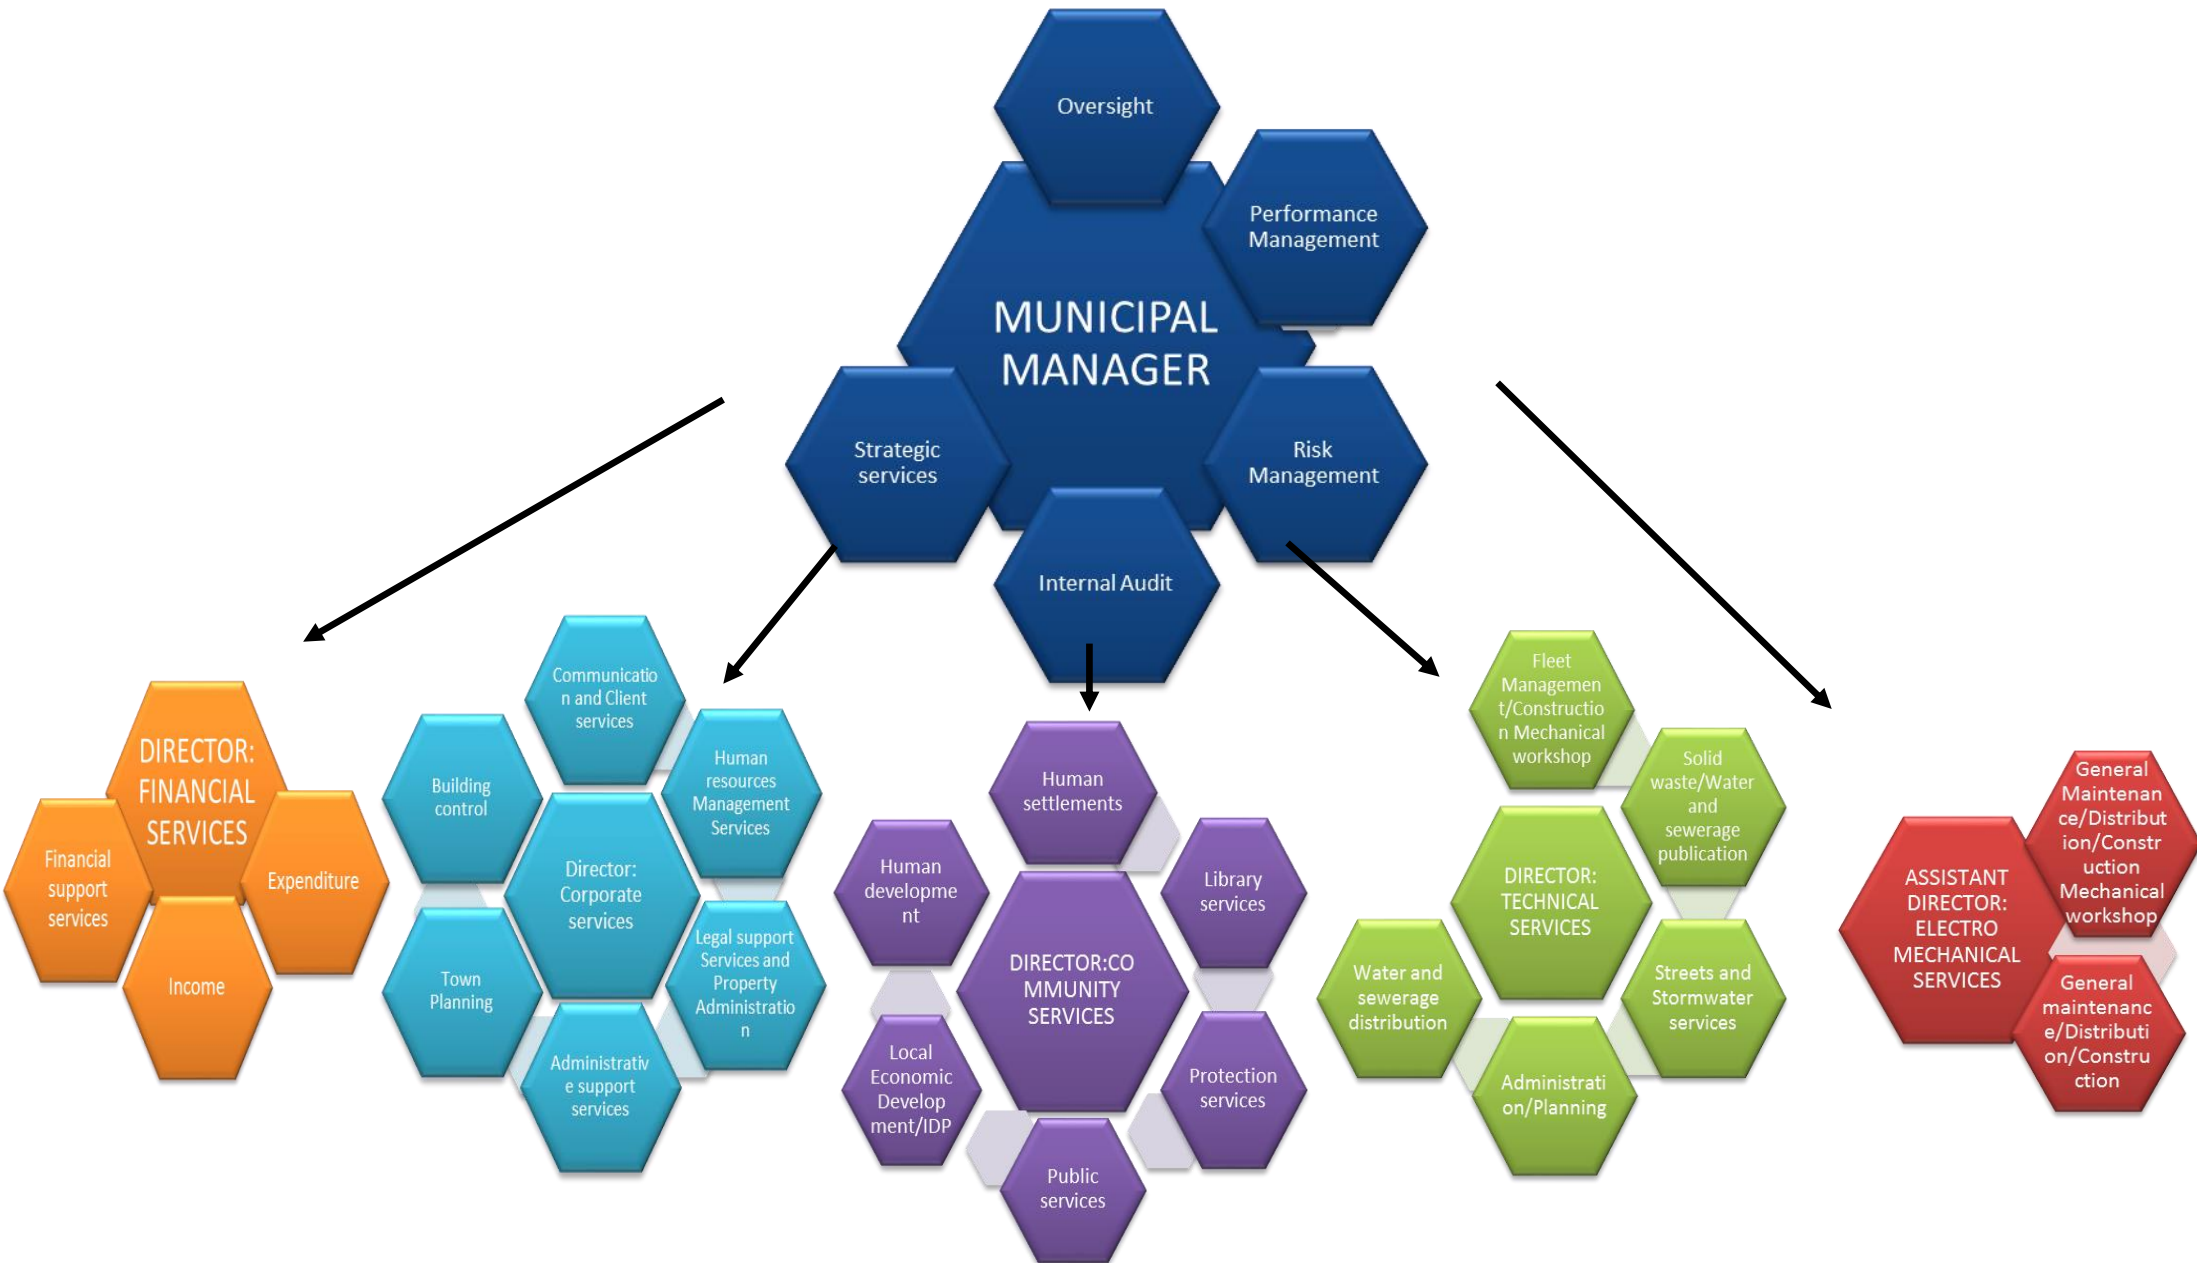 Oversight
Performance
Management
MUNICIPAL
MANAGER
Strategic
services
Risk
Management
Internal Audit
DIRECTOR:
FINANCIAL
SERVICES
Financial
support
services
Expenditure
Income
Communicatio
n and Client
services
Building
control
Human
resources
Management
Services
Director:
Corporate
services
Town
Planning
Legal support
Services and
Property
Administratio
n
Administrativ
e support
services
Human
settlements
Human
developme
nt
Library
services
DIRECTOR:CO
MMUNITY
SERVICES
Local
Economic
Develop
ment/IDP
Protection
services
Public
services
Fleet
Managemen
t/Constructio
n Mechanical
workshop
Solid
waste/Water
and
sewerage
publication
DIRECTOR:
TECHNICAL
SERVICES
Water and
sewerage
distribution
Streets and
Stormwater
services
Administrati
on/Planning
General
Maintenan
ce/Distribut
ion/Constr
uction
Mechanical
workshop
ASSISTANT
DIRECTOR:
ELECTRO
MECHANICAL
SERVICES
General
maintenanc
e/Distributi
on/Constru
ction